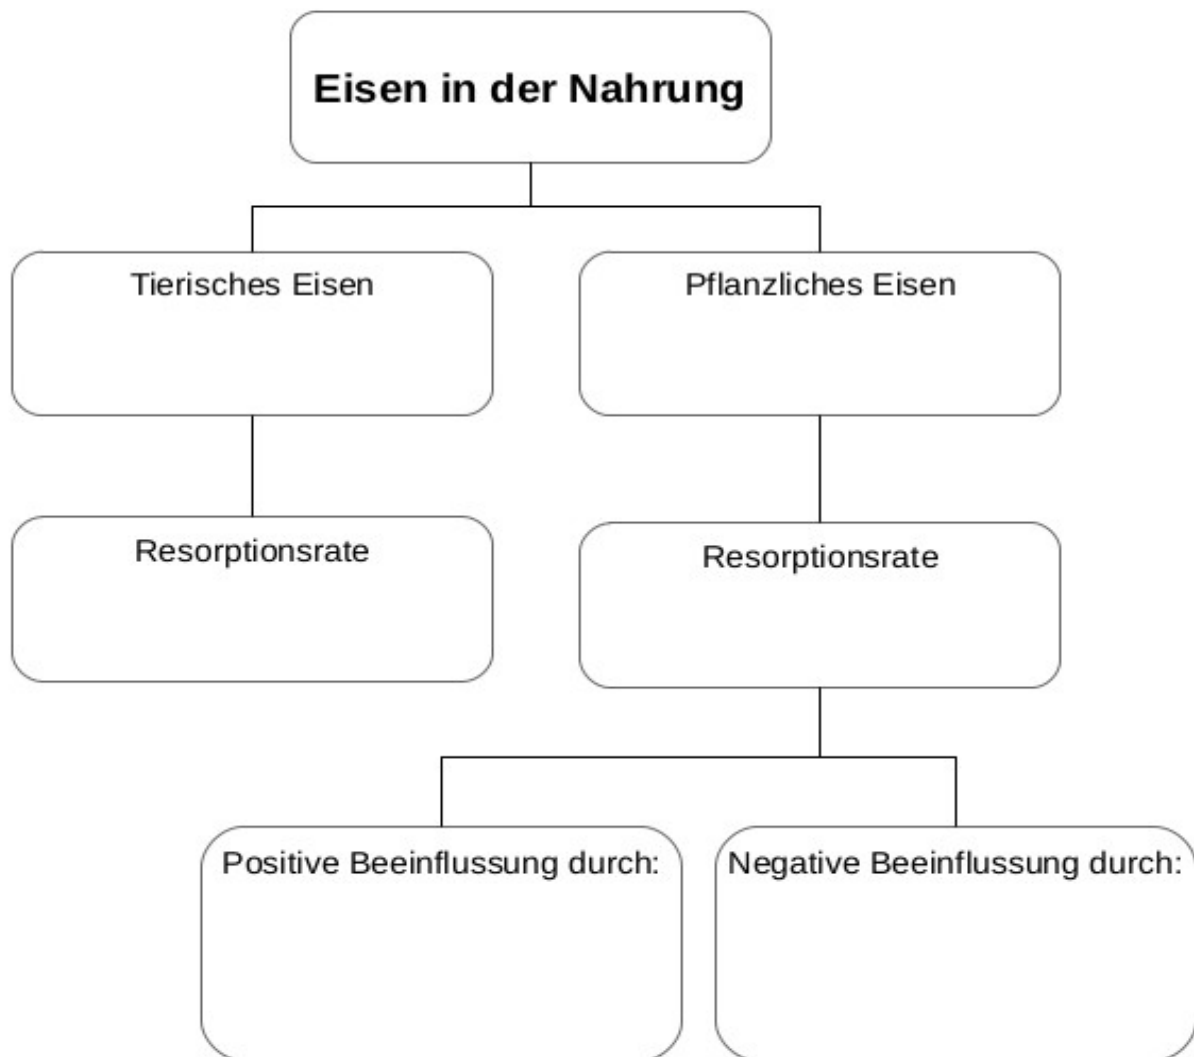 Eisen in der Nahrung
Tierisches Eisen
Pflanzliches Eisen
Resorptionsrate
Resorptionsrate
Positive Beeinflussung durch:
Negative Beeinflussung durch: